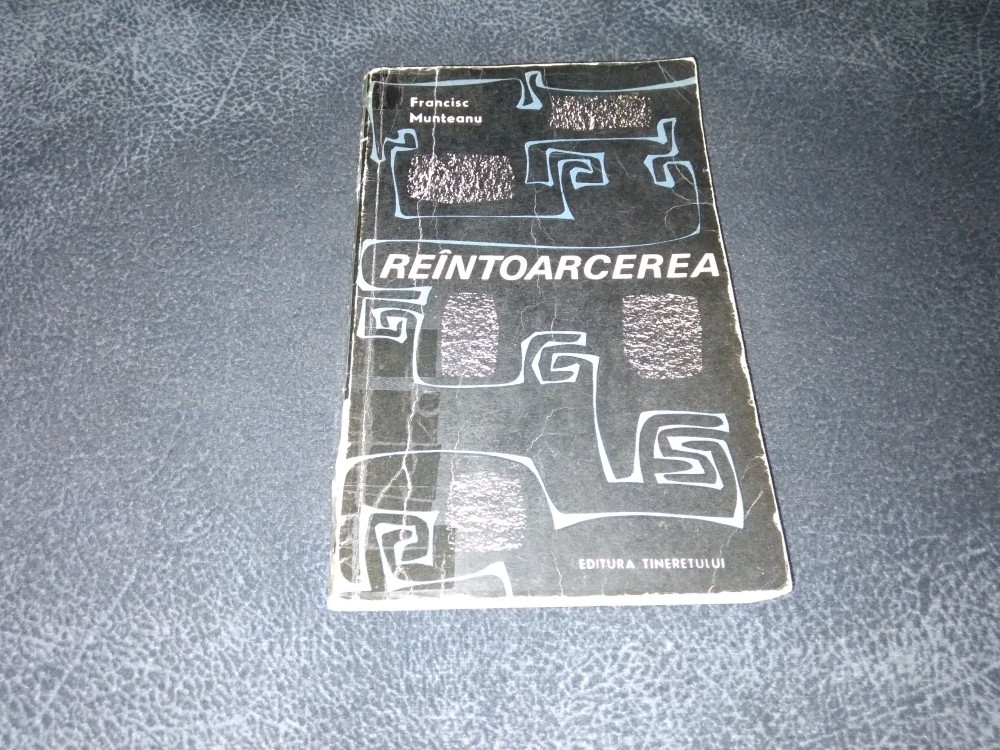 Francisc
Munteanu
REÎNTOARCEREA
EDITURA TINERETULUI